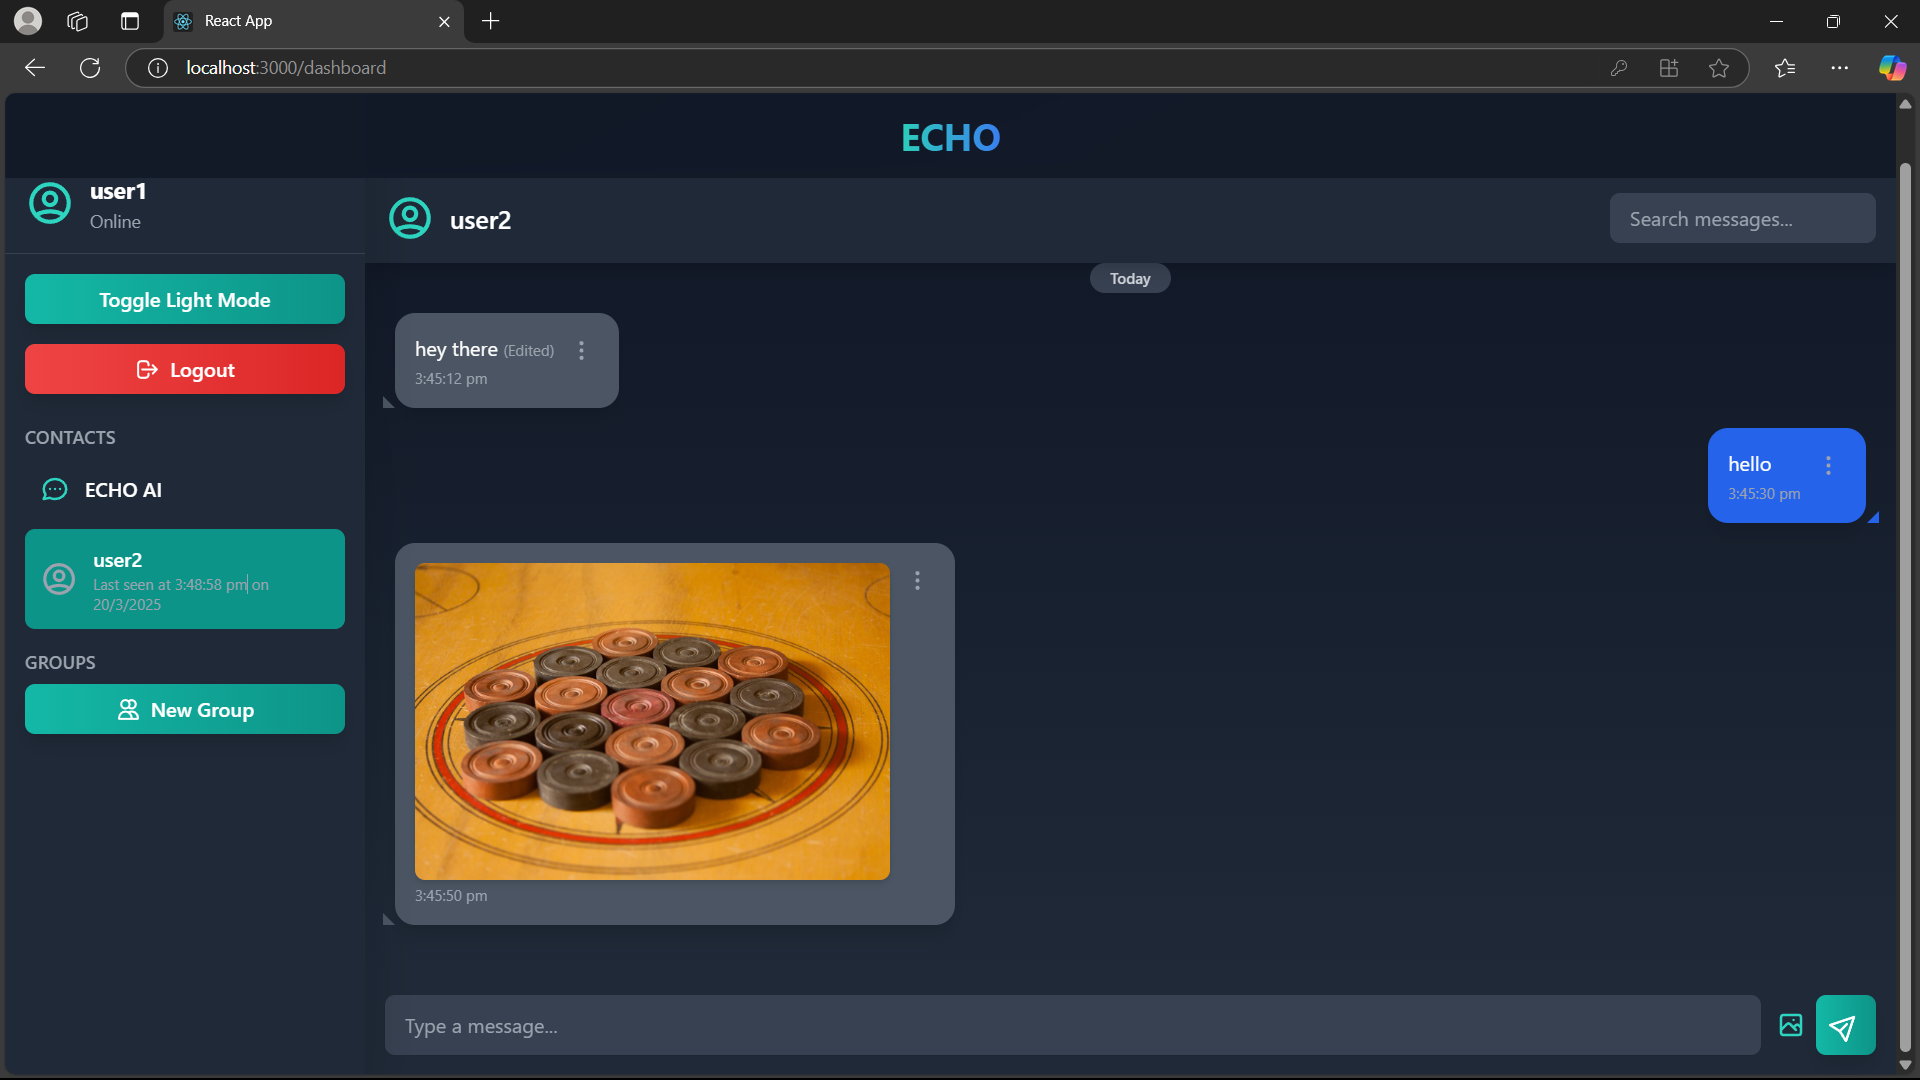 React App
localhost:3000/dashboard
ECHO
user1
Online
Toggle Light Mode
Logout
CONTACTS
ECHO AI
user2
Last seen at 3:48:58 pm on
20/3/2025
GROUPS
New Group
user2
Search messages...
Today
hey there (Edited)
3:45:12 pm
hello
3:45:30 pm
3:45:50 pm
Type a message...